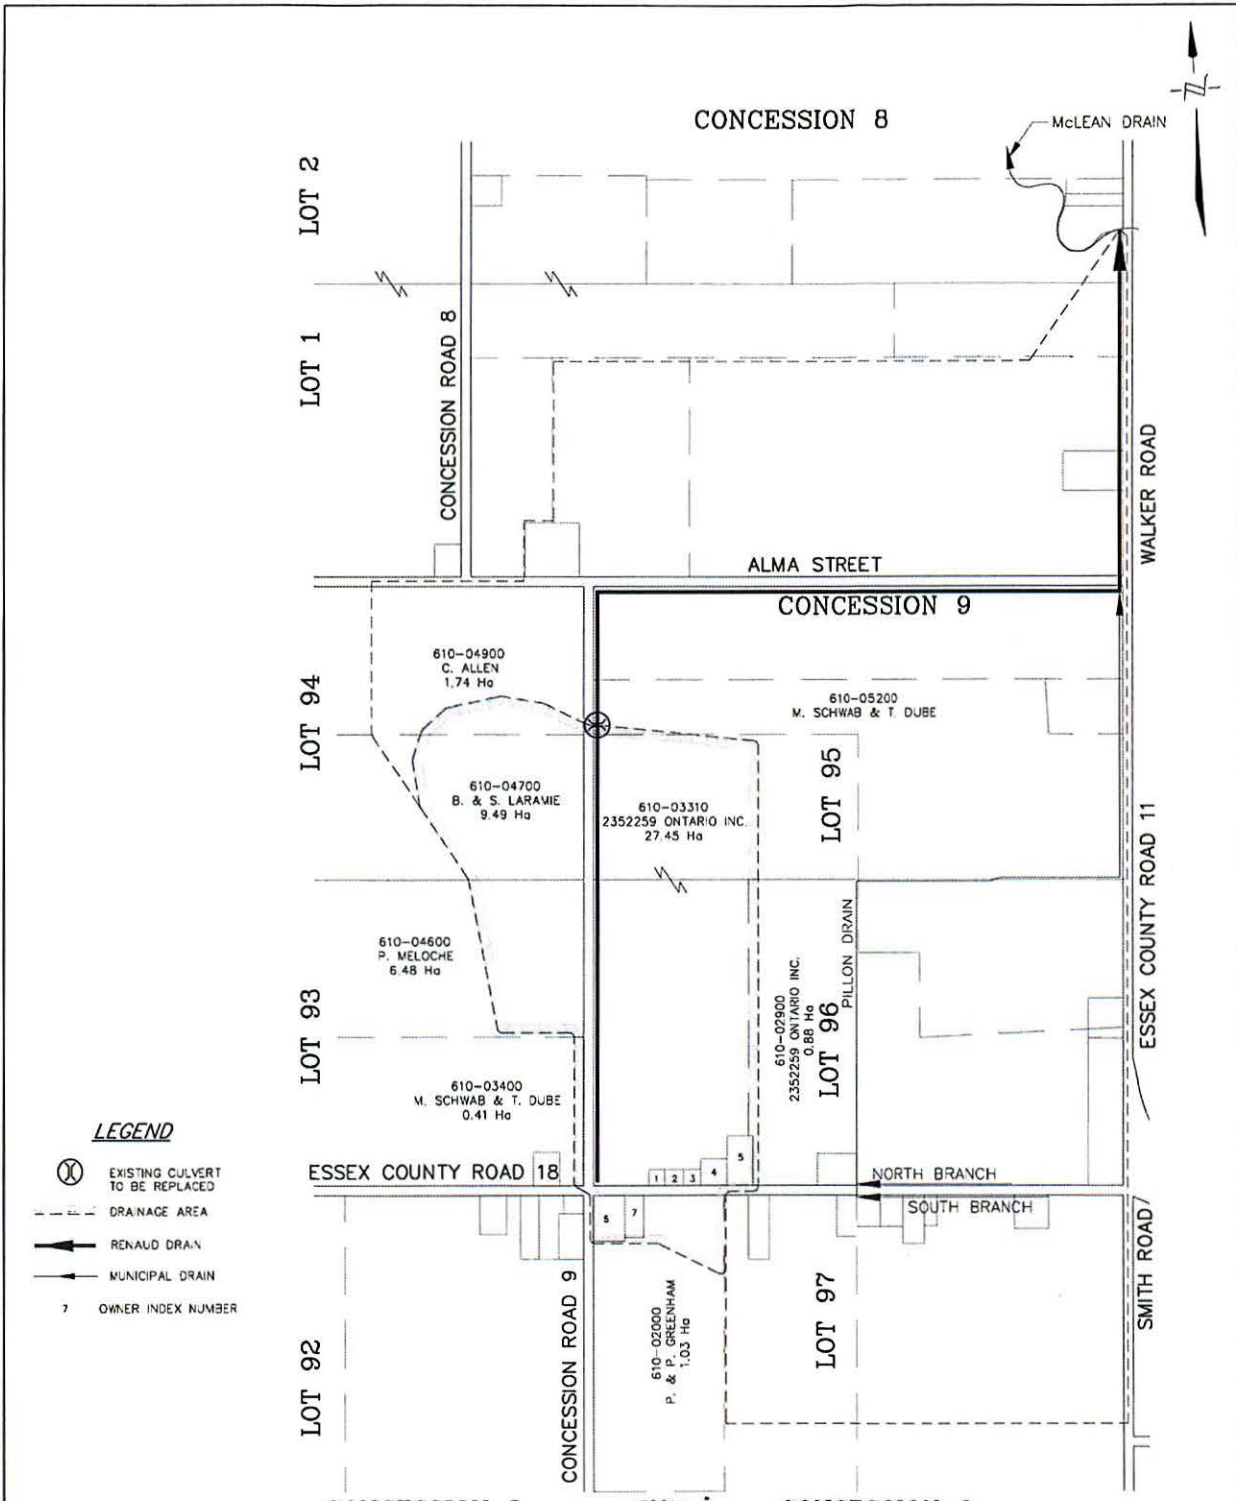 CONCESSION 8
McLEAN DRAIN
LOT 2
LOT 1
CONCESSION ROAD 8
WALKER ROAD
ALMA STREET
CONCESSION 9
610-04900
C. ALLEN
1.74 Ha
LOT 94
610-05200
M. SCHWAB & T. DUBE
610-04700
B. & S. LARAMIE
9.49 Ha
610-03310
2352259 ONTARIO INC.
27.45 Ha
LOT 95
ESSEX COUNTY ROAD 11
610-04600
P. MELOCHE
6.48 Ha
LOT 93
610-02900
2352259 ONTARIO INC.
0.88 Ha
LOT 96
PILLON DRAIN
610-03400
M. SCHWAB & T. DUBE
0.41 Ha
LEGEND
EXISTING CULVERT
TO BE REPLACED
DRAINAGE AREA
RENAUD DRAIN
MUNICIPAL DRAIN
7 OWNER INDEX NUMBER
ESSEX COUNTY ROAD 18
1
2
3
4
5
NORTH BRANCH
SOUTH BRANCH
6
7
SMITH ROAD 7
CONCESSION ROAD 9
610-02000
P. & P. GREENHAM
1.03 Ha
LOT 97
LOT 92